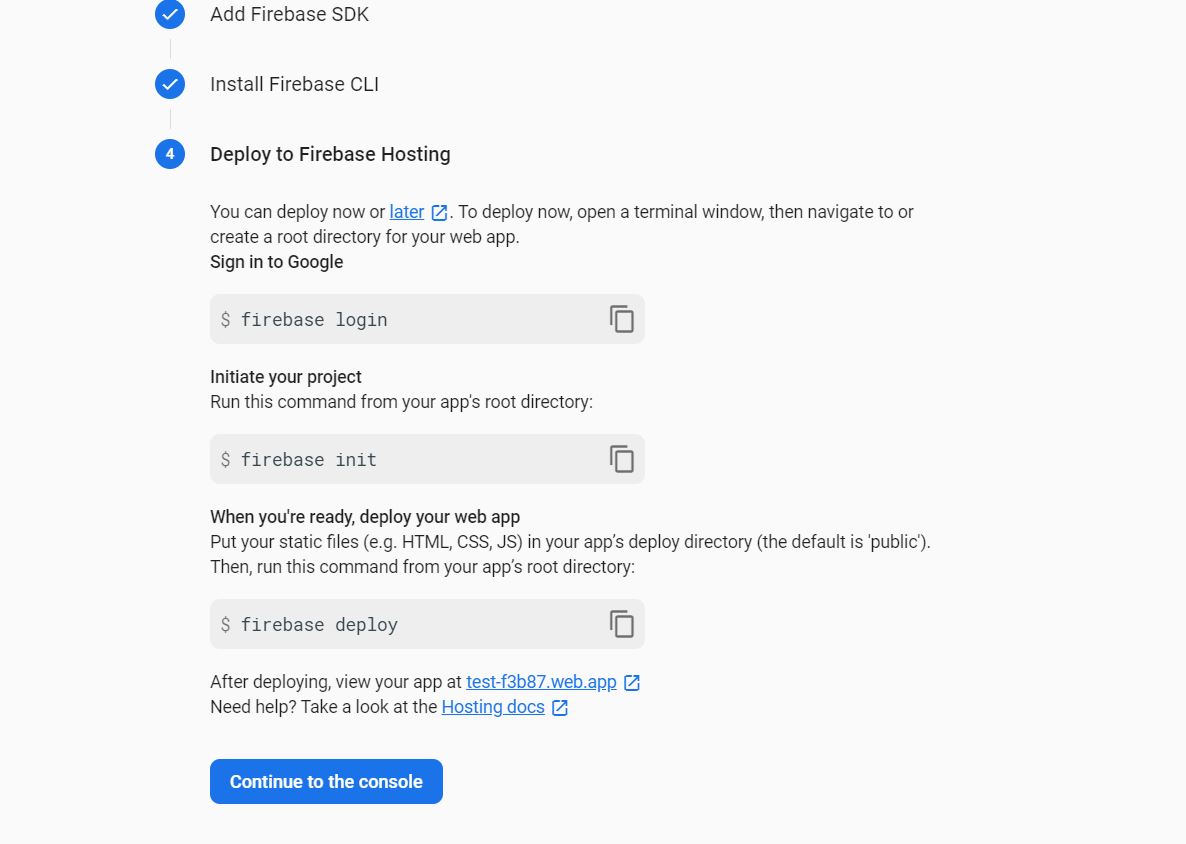 Add Firebase SDK
Install Firebase CLI
4
Deploy to Firebase Hosting
You can deploy now or later. To deploy now, open a terminal window, then navigate to or
create a root directory for your web app.
Sign in to Google
$ firebase login
Initiate your project
Run this command from your app's root directory:
$ firebase init
When you're ready, deploy your web app
Put your static files (e.g. HTML, CSS, JS) in your app’s deploy directory (the default is 'public').
Then, run this command from your app’s root directory:
$ firebase deploy
After deploying, view your app at test-f3b87.web.app
Need help? Take a look at the Hosting docs
Continue to the console